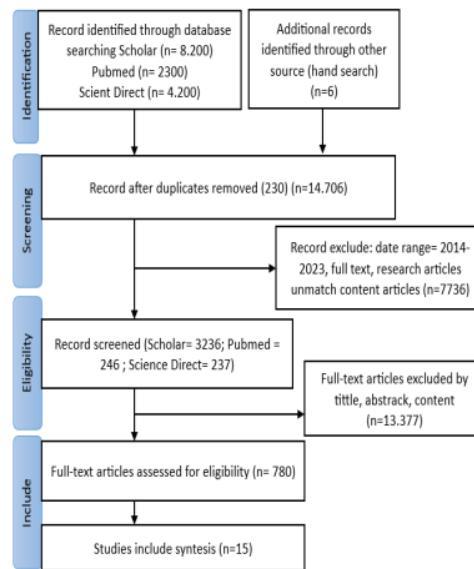 Identification
Record identified through database
searching Scholar (n= 8.200)
Pubmed (n= 2300)
Scient Direct (n= 4.200)
Additional records
identified through other
source (hand search)
(n=6)
Screening
Record after duplicates removed (230) (n=14.706)
Record exclude: date range= 2014-
2023, full text, research articles
unmatch content articles (n=7736)
Eligibility
Record screened (Scholar= 3236; Pubmed =
246 ; Science Direct= 237)
Full-text articles excluded by
tittle, abstrack, content
(n=13.377)
Include
Full-text articles assessed for eligibility (n= 780)
Studies include syntesis (n=15)